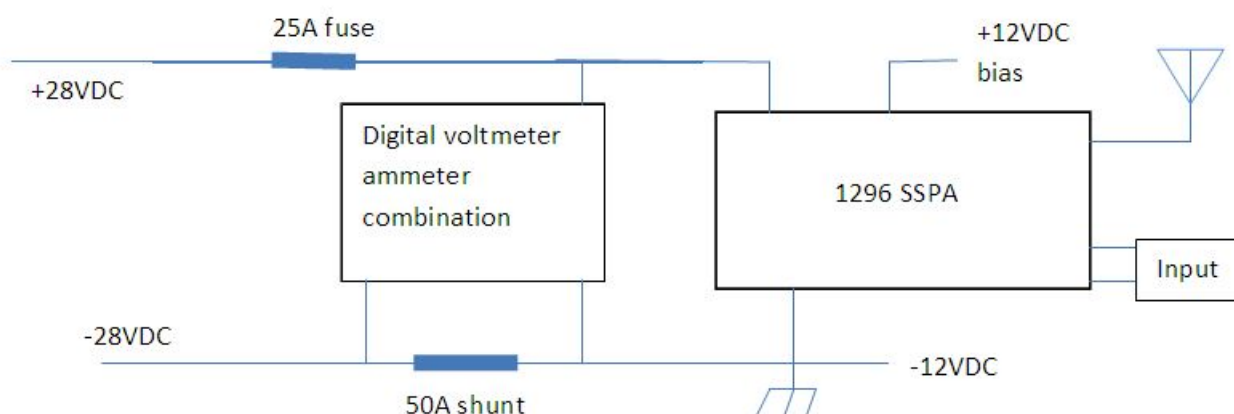 25A fuse
+28VDC
+12VDC
bias
Digital voltmeter
ammeter
combination
1296 SSPA
Input
-28VDC
-12VDC
50A shunt